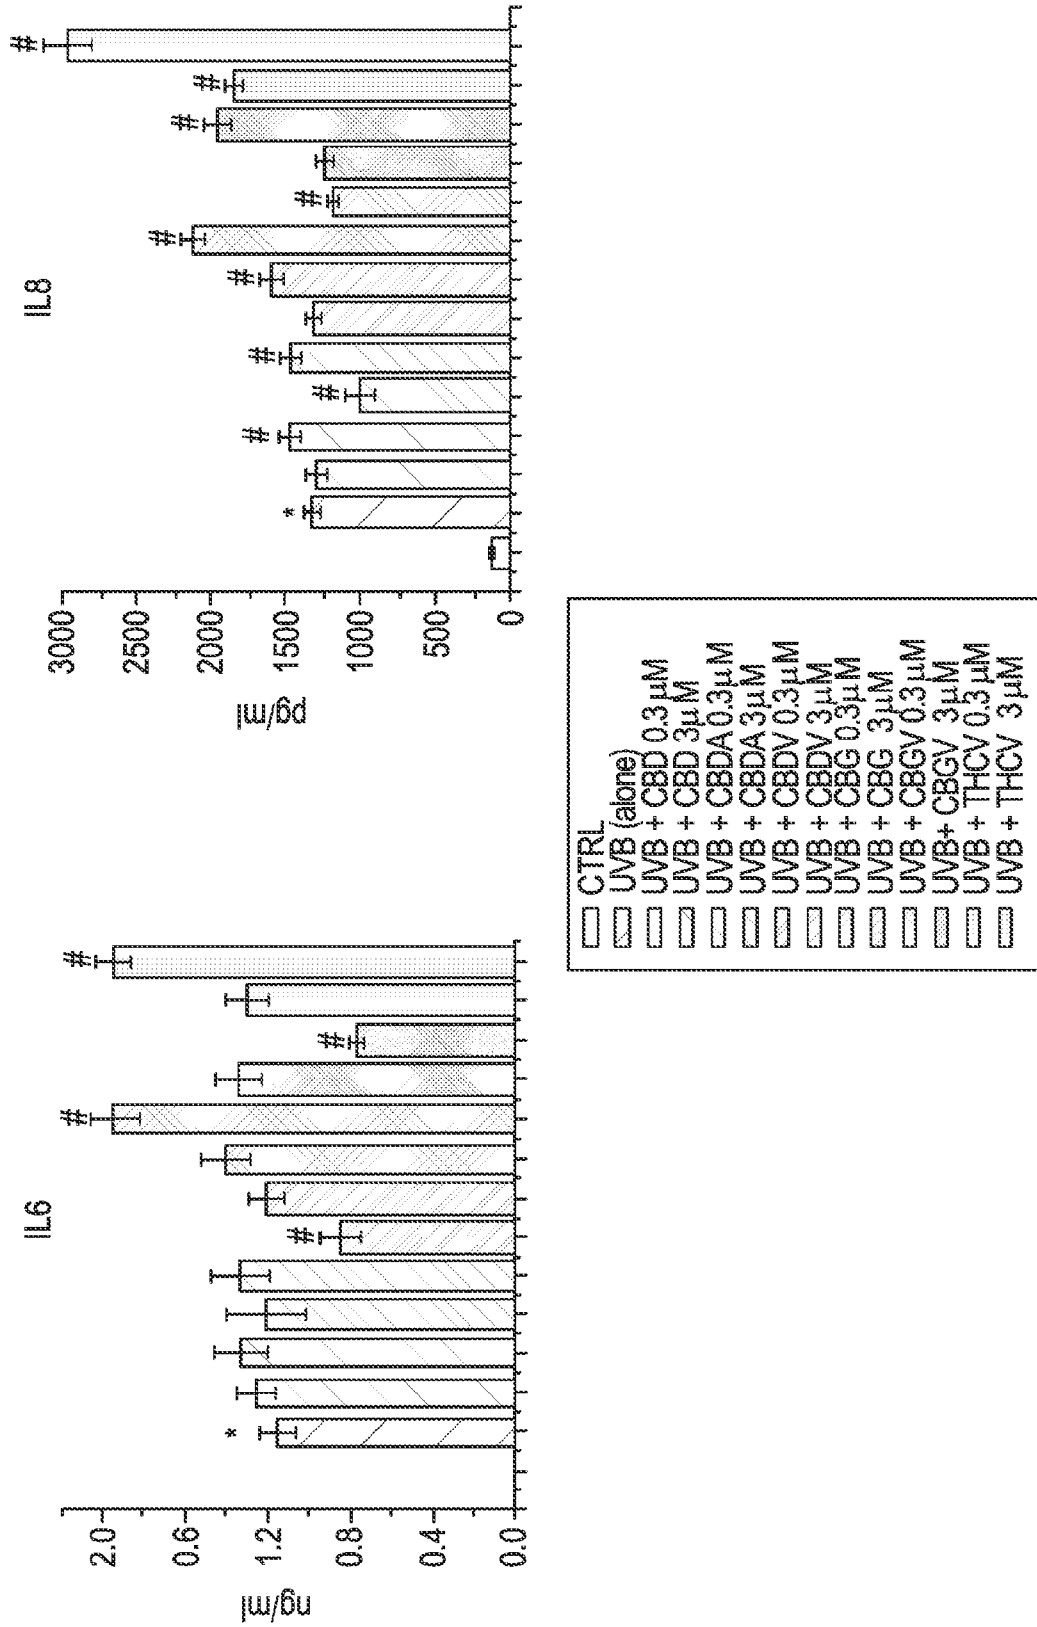 IL6
ng/ml
2.0
0.6
1.2
0.8
0.4
0.0
*
#
#
#
#
IL8
pg/ml
3000
2500
2000
1500
1000
500
0
*
#
#
#
#
#
#
#
#
#
CTRL
UVB (alone)
UVB + CBD 0.3 μM
UVB + CBD 3μM
UVB + CBDA 0.3μM
UVB + CBDA 3μM
UVB + CBDV 0.3μM
UVB + CBDV 3μM
UVB + CBG 0.3μM
UVB + CBG 3μM
UVB + CBGV 0.3 μM
UVB+ CBGV 3μM
UVB + THCV 0.3μM
UVB + THCV 3μM